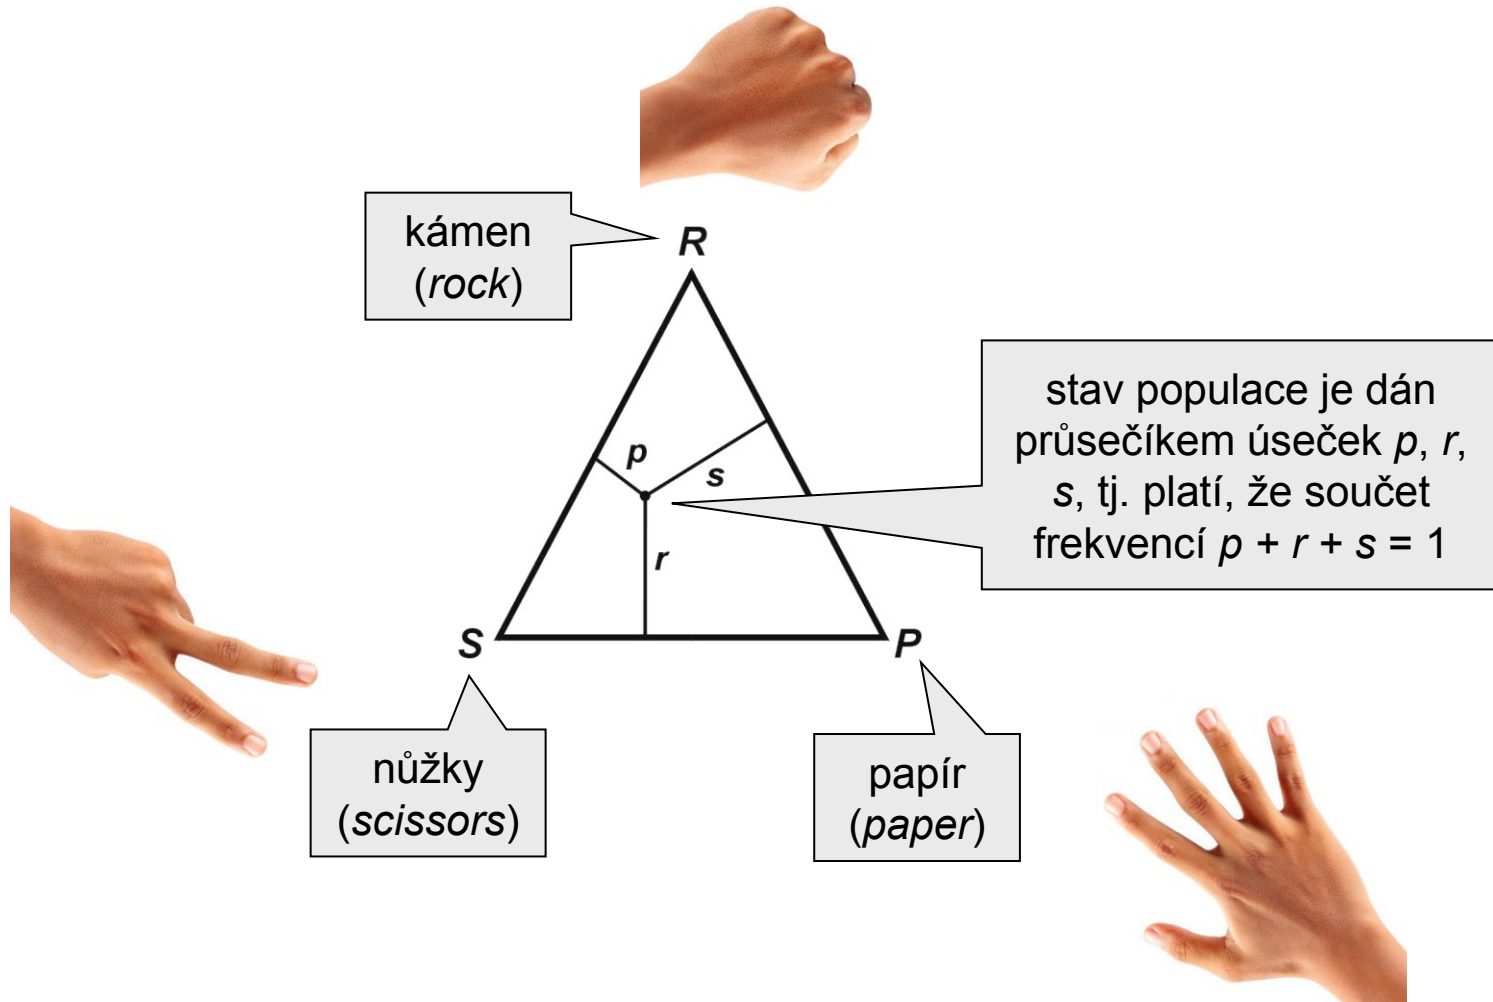 kámen
(rock)
R
stav populace je dán
průsečíkem úseček p, r,
s, tj. platí, že součet
frekvencí p + r + s = 1
p
s
r
S
P
nůžky
(scissors)
papír
(paper)